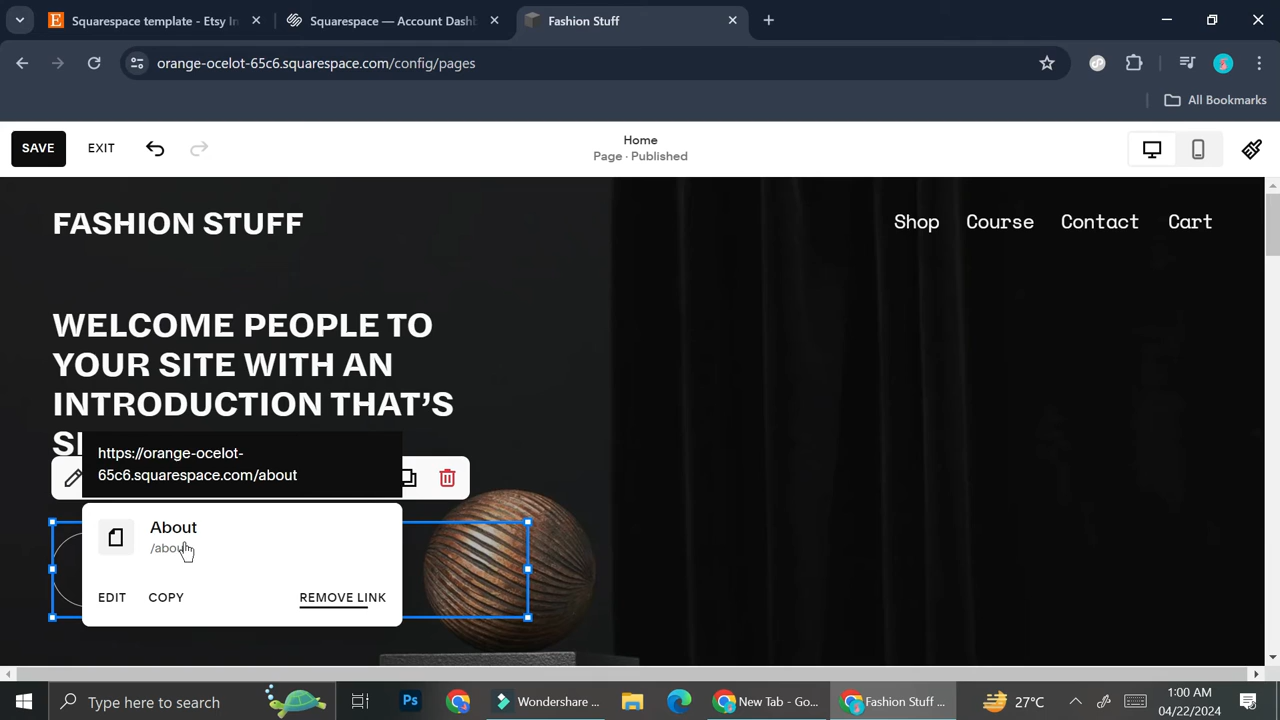 Squarespace template - Etsy In
Squarespace — Account Dashb
Fashion Stuff
orange-ocelot-65c6.squarespace.com/config/pages
All Bookmarks
SAVE
EXIT
Home
Page · Published
FASHION STUFF
Shop
Course
Contact
Cart
WELCOME PEOPLE TO
YOUR SITE WITH AN
INTRODUCTION THAT'S
https://orange-ocelot-
65c6.squarespace.com/about
About
/about
EDIT
COPY
REMOVE LINK
Type here to search
Ps
Wondershare ...
New Tab - Go...
Fashion Stuff ...
27°C
1:00 AM
04/22/2024